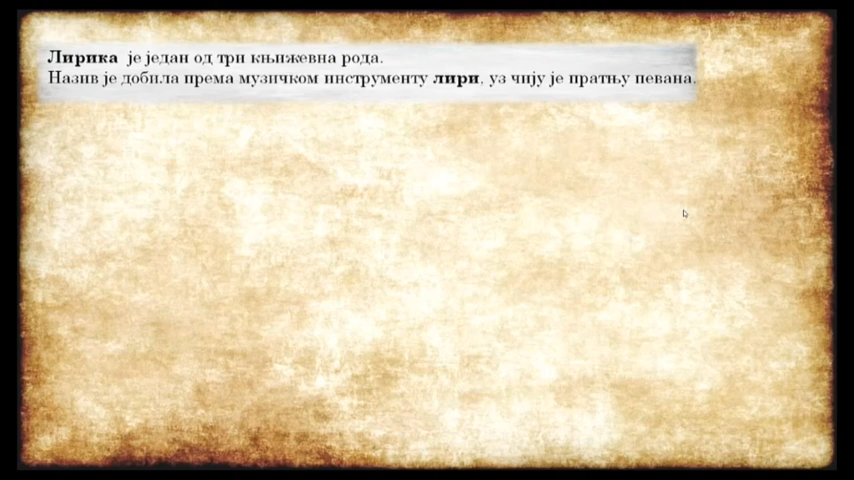 Лирика је један од три књижевна рода.
Назив је добила према музичком инструменту лири, уз чију је пратњу певана.